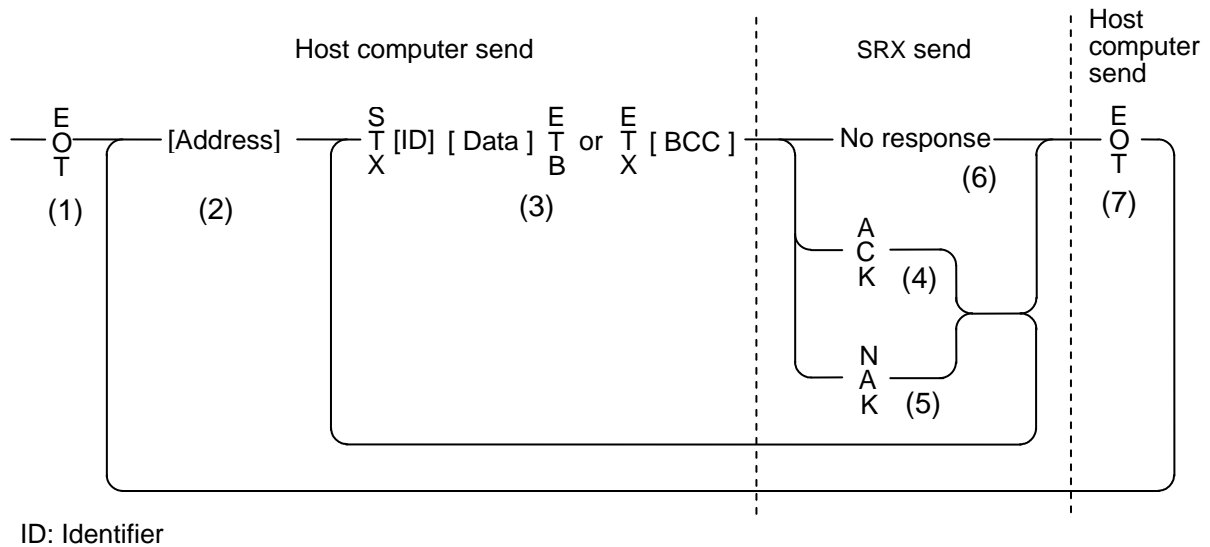 Host computer send
SRX send
Host
computer
send
EOT
[Address]
STX [ID] [ Data ] ETB or ETX [ BCC ]
No response
EOT
(1)
(2)
(3)
(6)
(7)
ACK
(4)
NAK
(5)
ID: Identifier